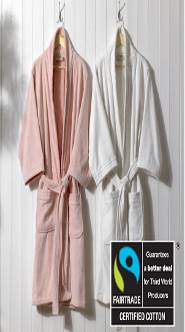 Guarantees
a better deal
for Third World
Producers
FAIRTRADE
CERTIFIED COTTON